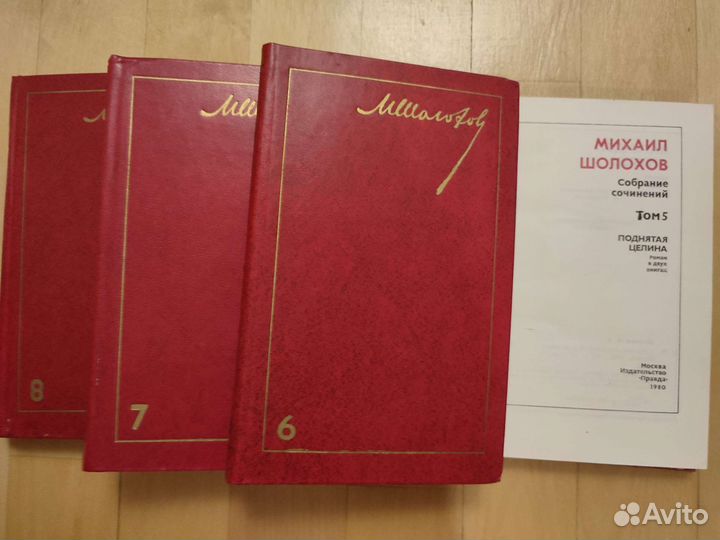 М
8
МШ
7
МШолохов
6
МИХАИЛ
ШОЛОХОВ
Собрание
сочинений
Том 5
ПОДНЯТАЯ
ЦЕЛИНА
Роман
в двух
книгах
Москва
Издательство
«Правда»
1980
Avito